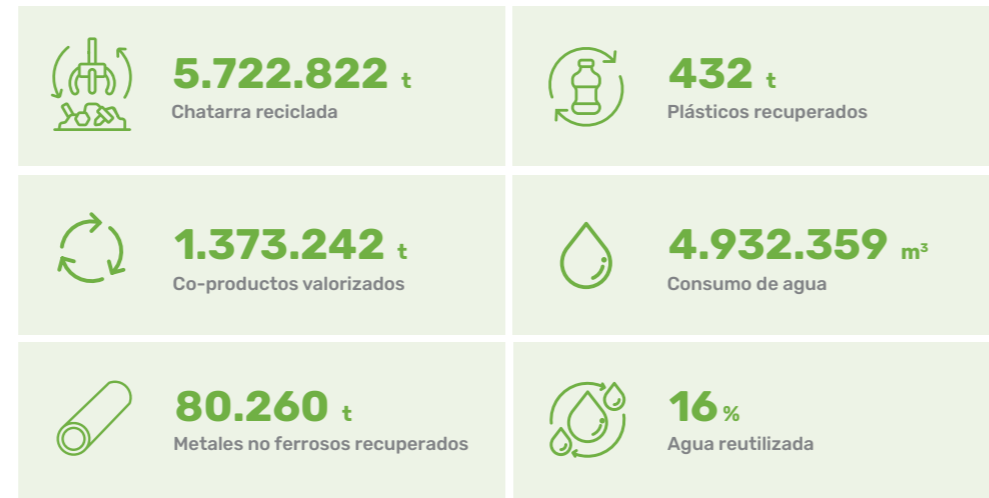 5.722.822 t
Chatarra reciclada
432 t
Plásticos recuperados
1.373.242 t
Co-productos valorizados
4.932.359 m³
Consumo de agua
80.260 t
Metales no ferrosos recuperados
16 %
Agua reutilizada